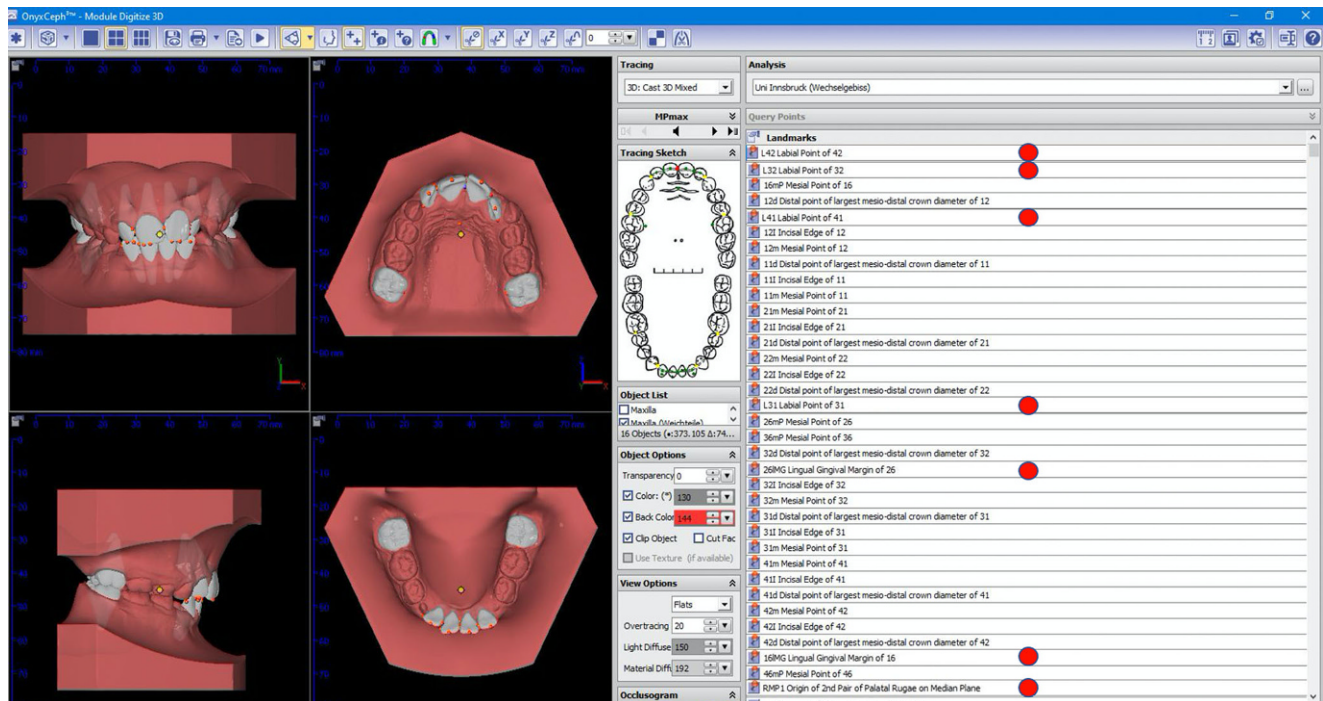 OnyxCeph³™ - Module Digitize 3D
0
Tracing
3D: Cast 3D Mixed
MPmax
Tracing Sketch
Object List
Maxilla
Maxilla (Weichteile)
16 Objects (•:373.105 Δ:74...
Object Options
Transparency 0
Color: (*) 130
Back Color 144
Clip Object Cut Fac
Use Texture (if available)
View Options
Flats
Overtracing 20
Light Diffuse 150
Material Diffu 192
Occlusogram
Analysis
Uni Innsbruck (Wechselgebiss)
...
Query Points
Landmarks
L42 Labial Point of 42
L32 Labial Point of 32
16mP Mesial Point of 16
12d Distal point of largest mesio-distal crown diameter of 12
L41 Labial Point of 41
12I Incisal Edge of 12
12m Mesial Point of 12
11d Distal point of largest mesio-distal crown diameter of 11
11I Incisal Edge of 11
11m Mesial Point of 11
21m Mesial Point of 21
21I Incisal Edge of 21
21d Distal point of largest mesio-distal crown diameter of 21
22m Mesial Point of 22
22I Incisal Edge of 22
22d Distal point of largest mesio-distal crown diameter of 22
L31 Labial Point of 31
26mP Mesial Point of 26
36mP Mesial Point of 36
32d Distal point of largest mesio-distal crown diameter of 32
26lMG Lingual Gingival Margin of 26
32I Incisal Edge of 32
32m Mesial Point of 32
31d Distal point of largest mesio-distal crown diameter of 31
31I Incisal Edge of 31
31m Mesial Point of 31
41m Mesial Point of 41
41I Incisal Edge of 41
41d Distal point of largest mesio-distal crown diameter of 41
42m Mesial Point of 42
42I Incisal Edge of 42
42d Distal point of largest mesio-distal crown diameter of 42
16lMG Lingual Gingival Margin of 16
46mP Mesial Point of 46
RMP1 Origin of 2nd Pair of Palatal Rugae on Median Plane